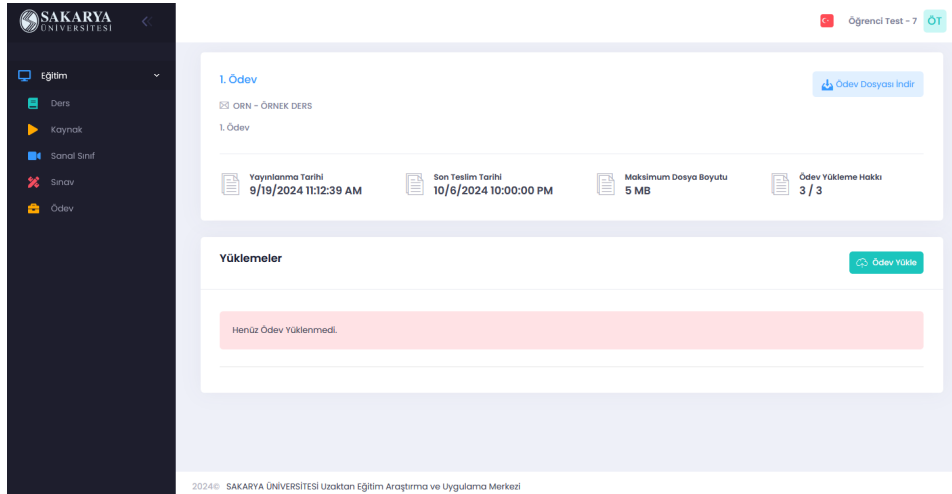 SAKARYA
ÜNİVERSİTESİ
Öğrenci Test - 7
ÖT
Eğitim
Ders
Kaynak
Sanal Sınıf
Sınav
Ödev
1. Ödev
Ödev Dosyası İndir
ORN - ÖRNEK DERS
1. Ödev
Yayınlanma Tarihi
9/19/2024 11:12:39 AM
Son Teslim Tarihi
10/6/2024 10:00:00 PM
Maksimum Dosya Boyutu
5 MB
Ödev Yükleme Hakkı
3 / 3
Yüklemeler
Ödev Yükle
Henüz Ödev Yüklenmedi.
2024© SAKARYA ÜNİVERSİTESİ Uzaktan Eğitim Araştırma ve Uygulama Merkezi